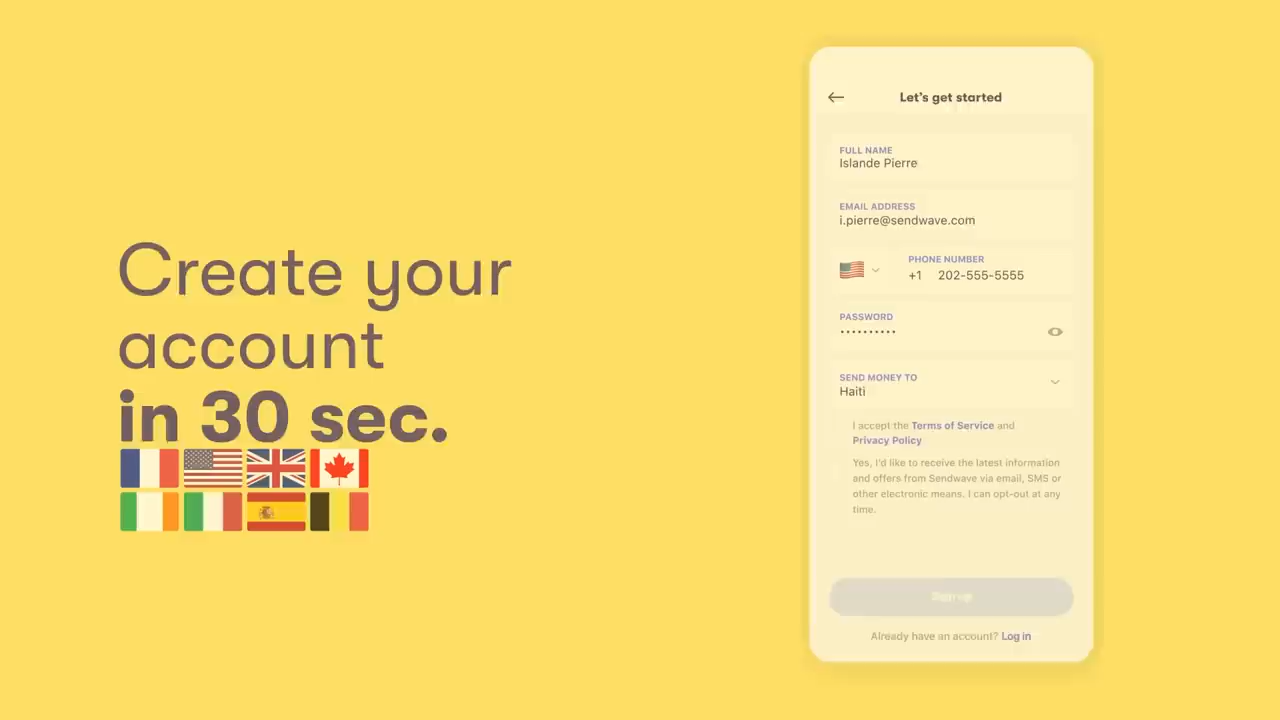 Create your
account
in 30 sec.
Let's get started
FULL NAME
Islande Pierre
EMAIL ADDRESS
i.pierre@sendwave.com
PHONE NUMBER
+1 202-555-5555
PASSWORD
••••••••••
SEND MONEY TO
Haiti
I accept the Terms of Service and
Privacy Policy
Yes, I'd like to receive the latest information
and offers from Sendwave via email, SMS or
other electronic means. I can opt-out at any
time.
Sign up
Already have an account? Log in